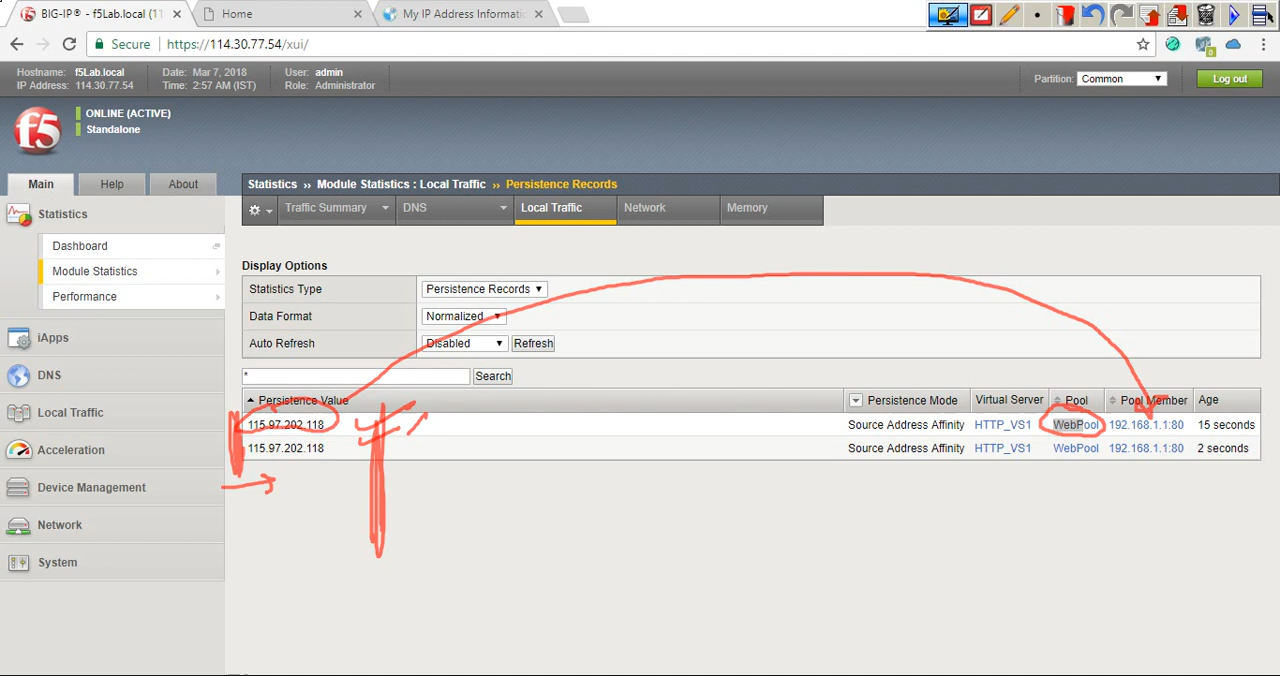 BIG-IP® - f5Lab.local (11 Home My IP Address Informati
Secure https://114.30.77.54/xui/
Hostname: f5Lab.local Date: Mar 7, 2018 User: admin
IP Address: 114.30.77.54 Time: 2:57 AM (IST) Role: Administrator
Partition: Common Log out
f5
ONLINE (ACTIVE)
Standalone
Main Help About
Statistics
Dashboard
Module Statistics
Performance
iApps
DNS
Local Traffic
Acceleration
Device Management
Network
System
Statistics ›› Module Statistics : Local Traffic ›› Persistence Records
Traffic Summary DNS Local Traffic Network Memory
Display Options
Statistics Type Persistence Records
Data Format Normalized
Auto Refresh Disabled Refresh
* Search
Persistence Value Persistence Mode Virtual Server Pool Pool Member Age
115.97.202.118 Source Address Affinity HTTP_VS1 WebPool 192.168.1.1:80 15 seconds
115.97.202.118 Source Address Affinity HTTP_VS1 WebPool 192.168.1.1:80 2 seconds